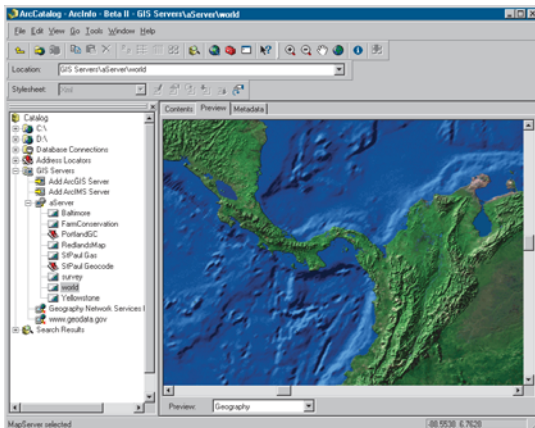 ArcCatalog - ArcInfo - Beta II - GIS Servers\aServer\world
File Edit View Go Tools Window Help
Location: GIS Servers\aServer\world
Stylesheet:
Contents Preview Metadata
Catalog
C:\
D:\
Database Connections
Address Locators
GIS Servers
Add ArcGIS Server
Add ArcIMS Server
aServer
Baltimore
FarmConservation
PortlandGC
RedlandsMap
StPaul Gas
StPaul Geocode
survey
world
Yellowstone
Geography Network Services
www.geodata.gov
Search Results
Preview: Geography
MapServer selected
-88.5530 6.7628